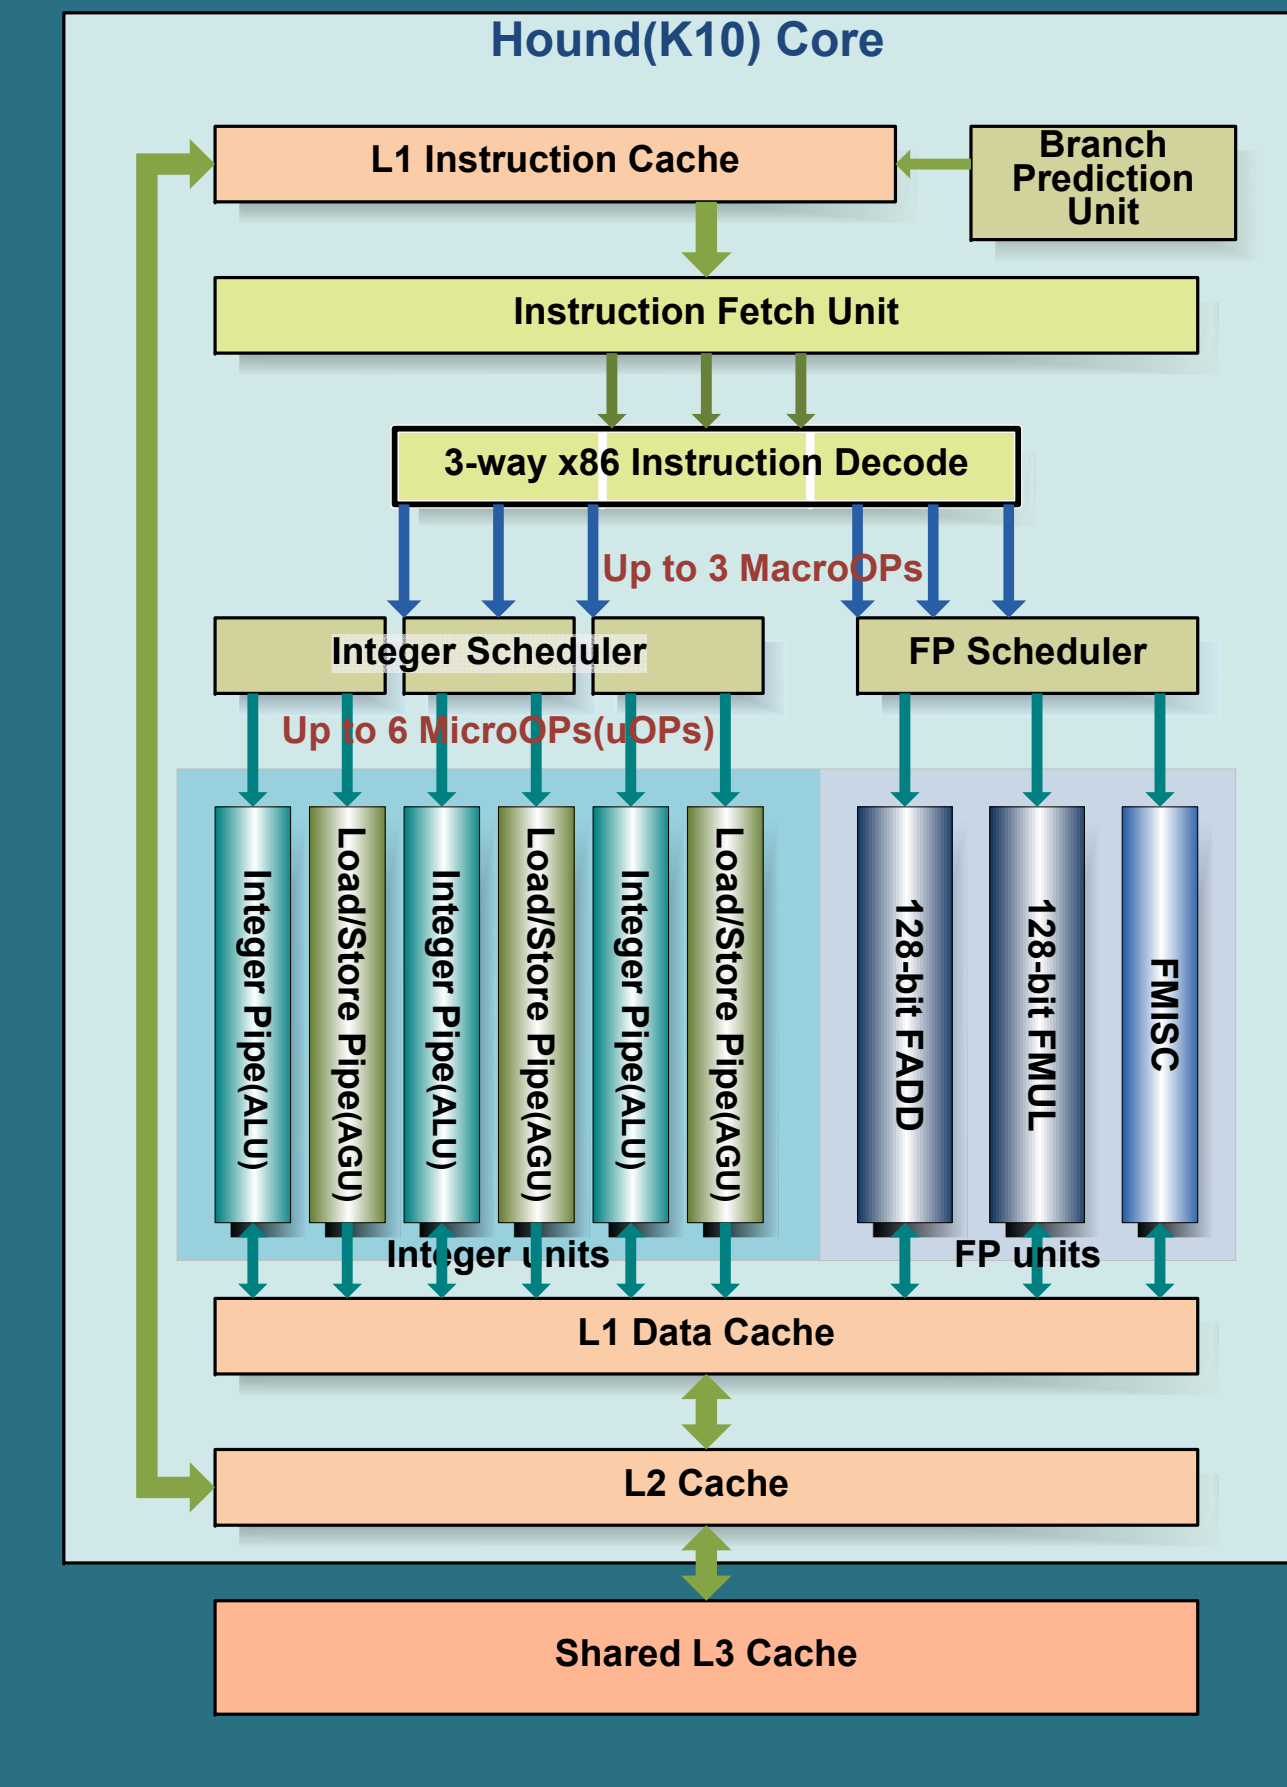 Hound(K10) Core
L1 Instruction Cache
Branch
Prediction
Unit
Instruction Fetch Unit
3-way x86 Instruction Decode
Up to 3 MacroOPs
Integer Scheduler
FP Scheduler
Up to 6 MicroOPs(uOPs)
Integer Pipe(ALU)
Load/Store Pipe(AGU)
Integer Pipe(ALU)
Load/Store Pipe(AGU)
Integer Pipe(ALU)
Load/Store Pipe(AGU)
128-bit FADD
128-bit FMUL
FMISC
Integer units
FP units
L1 Data Cache
L2 Cache
Shared L3 Cache